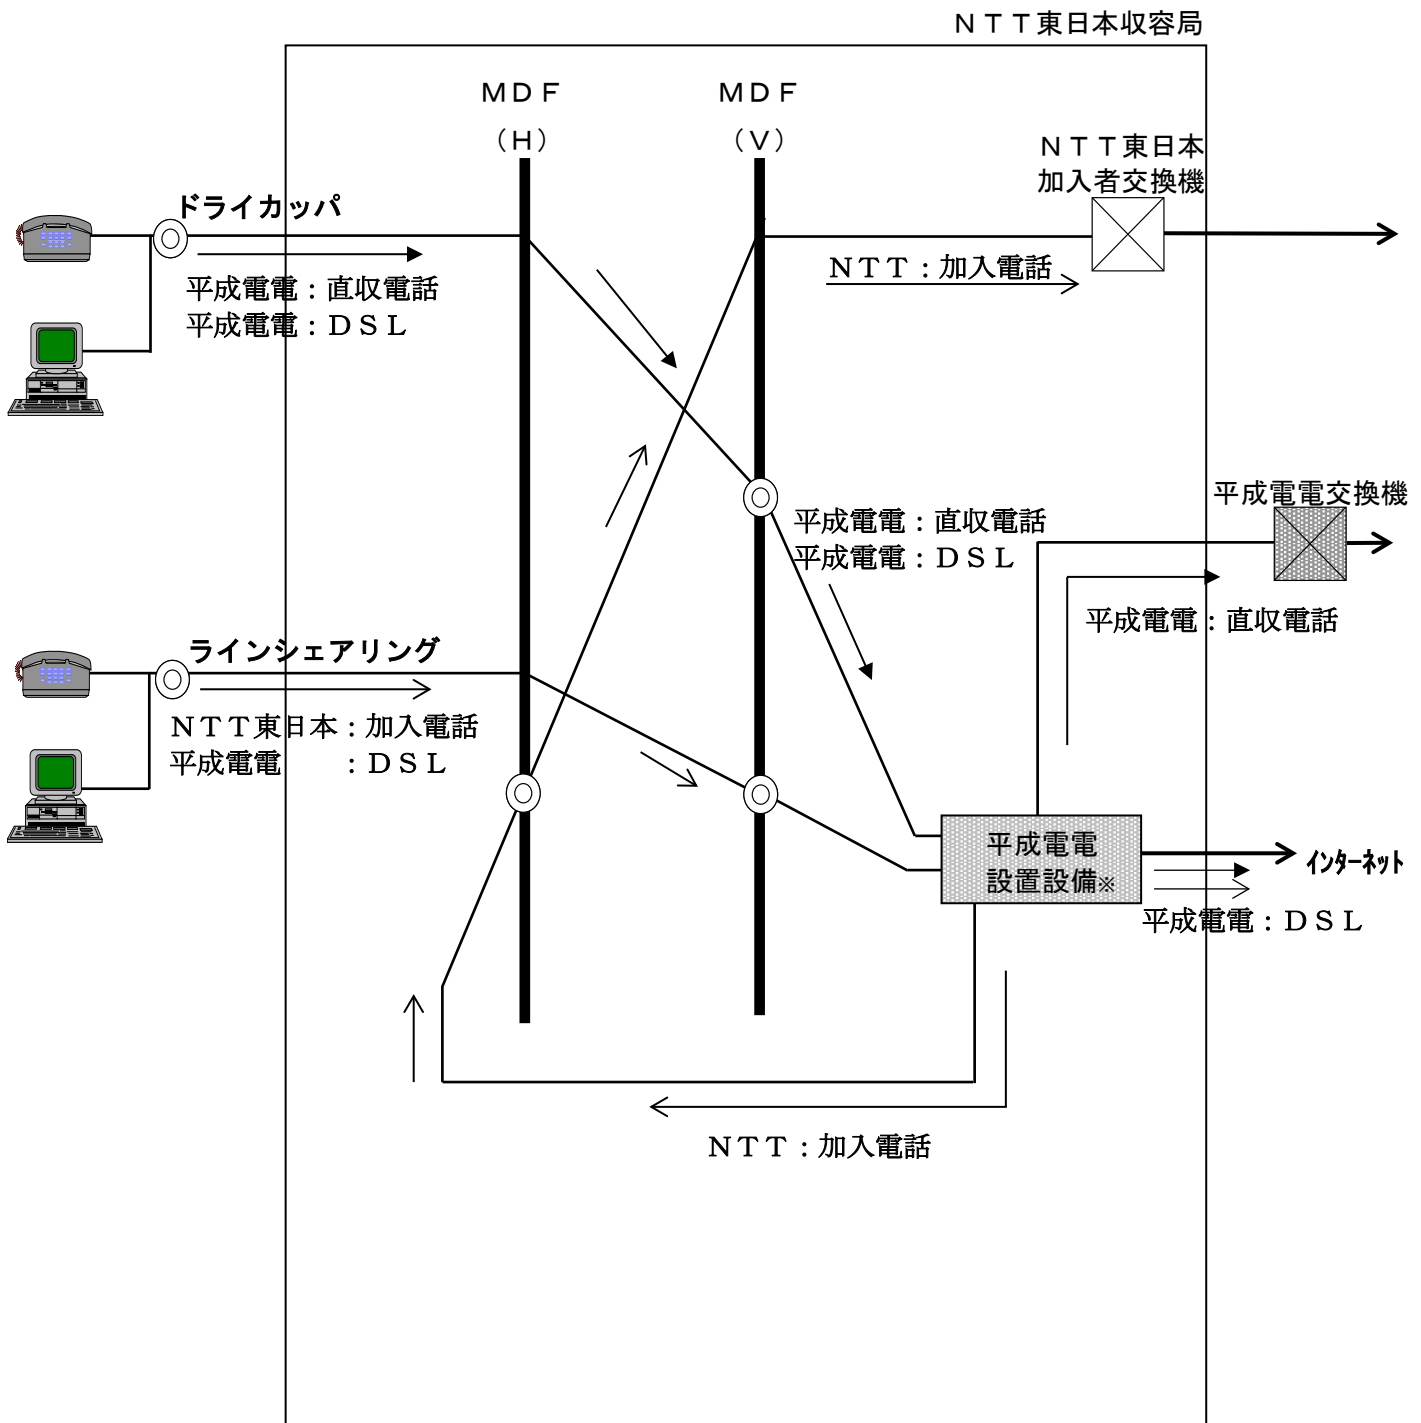 ＮＴＴ東日本収容局
ＭＤＦ
（Ｈ）
ＭＤＦ
（Ｖ）
ＮＴＴ東日本
加入者交換機
ドライカッパ
平成電電：直収電話
平成電電：ＤＳＬ
ＮＴＴ：加入電話
平成電電交換機
平成電電：直収電話
平成電電：ＤＳＬ
平成電電：直収電話
ラインシェアリング
ＮＴＴ東日本：加入電話
平成電電　　：ＤＳＬ
平成電電
設置設備※
インターネット
平成電電：ＤＳＬ
ＮＴＴ：加入電話